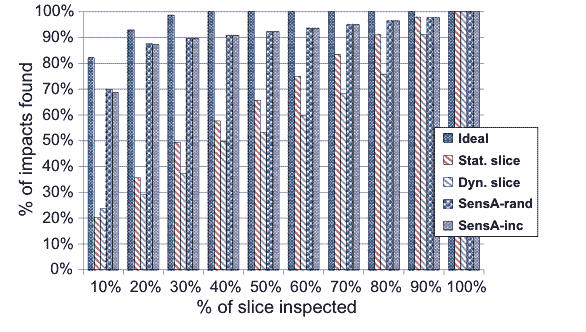 100%
90%
80%
70%
60%
50%
40%
30%
20%
10%
0%
% of impacts found
10% 20% 30% 40% 50% 60% 70% 80% 90% 100%
% of slice inspected
Ideal
Stat. slice
Dyn. slice
SensA-rand
SensA-inc